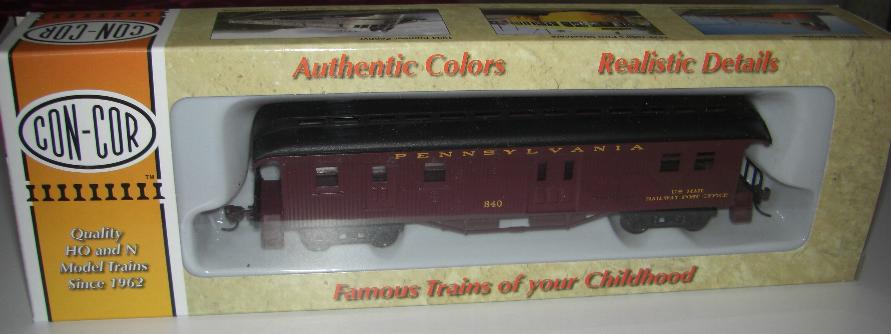 CON-COR
Authentic Colors
Realistic Details
CON-COR
TM
PENNSYLVANIA
840
US MAIL
RAILWAY POST OFFICE
Quality
HO and N
Model Trains
Since 1962
Famous Trains of your Childhood